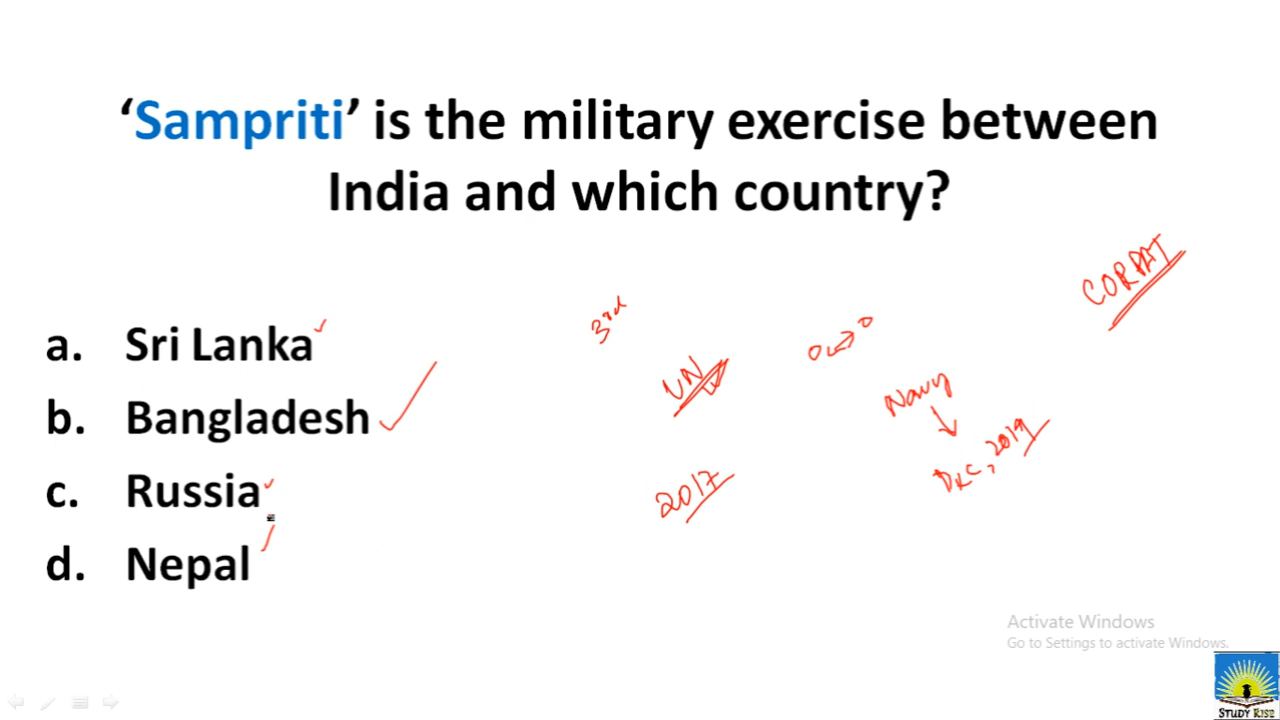 ‘Sampriti’ is the military exercise between
India and which country?
a. Sri Lanka
b. Bangladesh
c. Russia
d. Nepal
3rd
UN
2017
Navy
Dec, 2019
CORPAT
Activate Windows
Go to Settings to activate Windows.
STUDY RISE